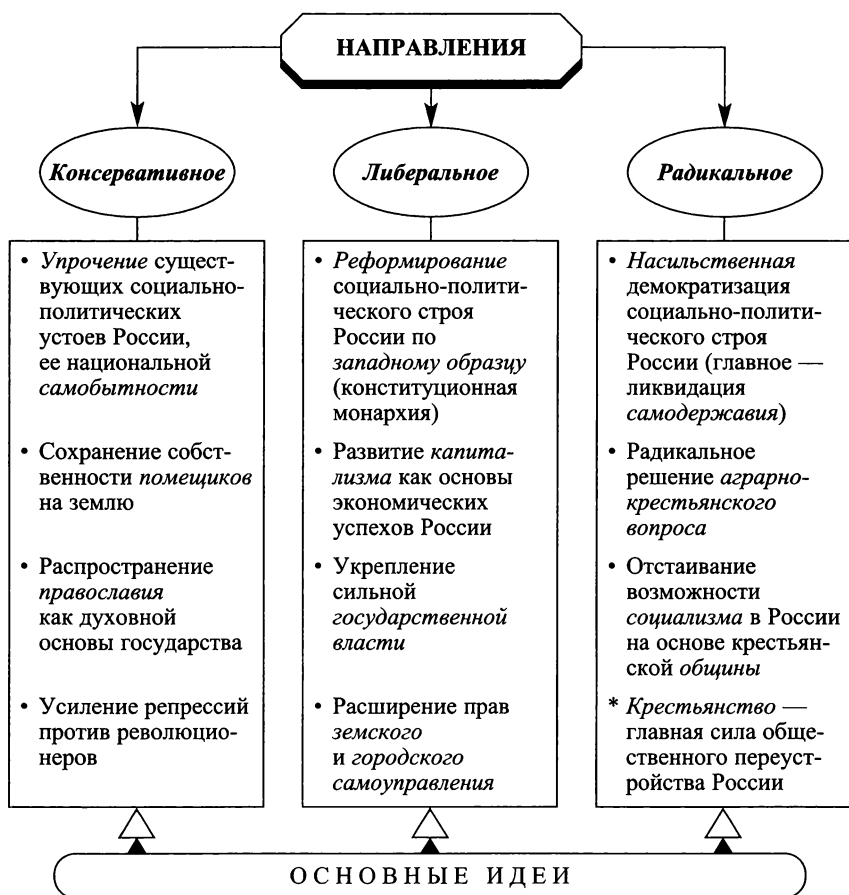 НАПРАВЛЕНИЯ
Консервативное
Либеральное
Радикальное
• Упрочение сущест-
вующих социально-
политических
устоев России,
ее национальной
самобытности
• Сохранение собст-
венности помещиков
на землю
• Распространение
православия
как духовной
основы государства
• Усиление репрессий
против революцио-
неров
• Реформирование
социально-полити-
ческого строя
России по
западному образцу
(конституционная
монархия)
• Развитие капита-
лизма как основы
экономических
успехов России
• Укрепление
сильной
государственной
власти
• Расширение прав
земского
и городского
самоуправления
• Насильственная
демократизация
социально-полити-
ческого строя
России (главное —
ликвидация
самодержавия)
• Радикальное
решение аграрно-
крестьянского
вопроса
• Отстаивание
возможности
социализма в России
на основе крестьян-
ской общины
* Крестьянство —
главная сила обще-
ственного переуст-
ройства России
ОСНОВНЫЕ ИДЕИ